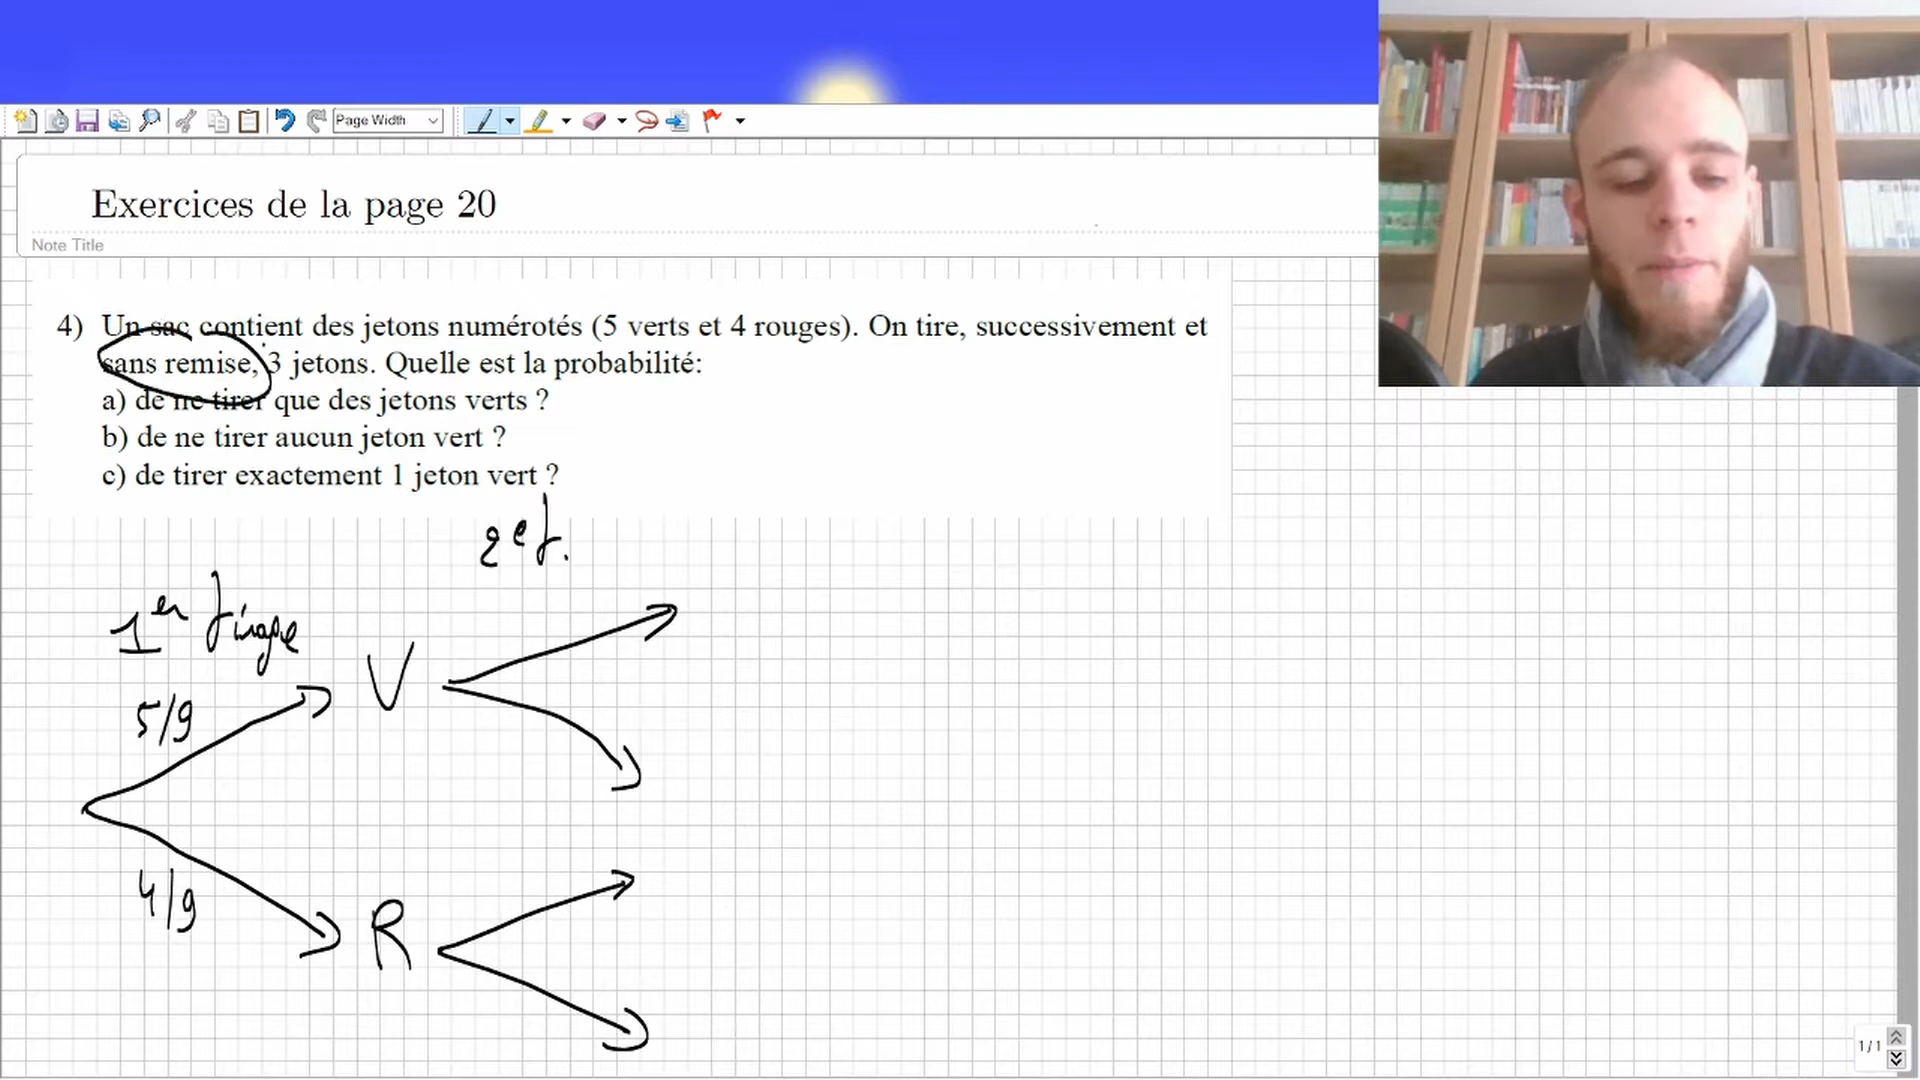 Page Width
Exercices de la page 20
Note Title
4) Un sac contient des jetons numérotés (5 verts et 4 rouges). On tire, successivement et
sans remise, 3 jetons. Quelle est la probabilité:
a) de ne tirer que des jetons verts ?
b) de ne tirer aucun jeton vert ?
c) de tirer exactement 1 jeton vert ?
2e t.
1er tirage
V
5/9
4/9
R
1/1